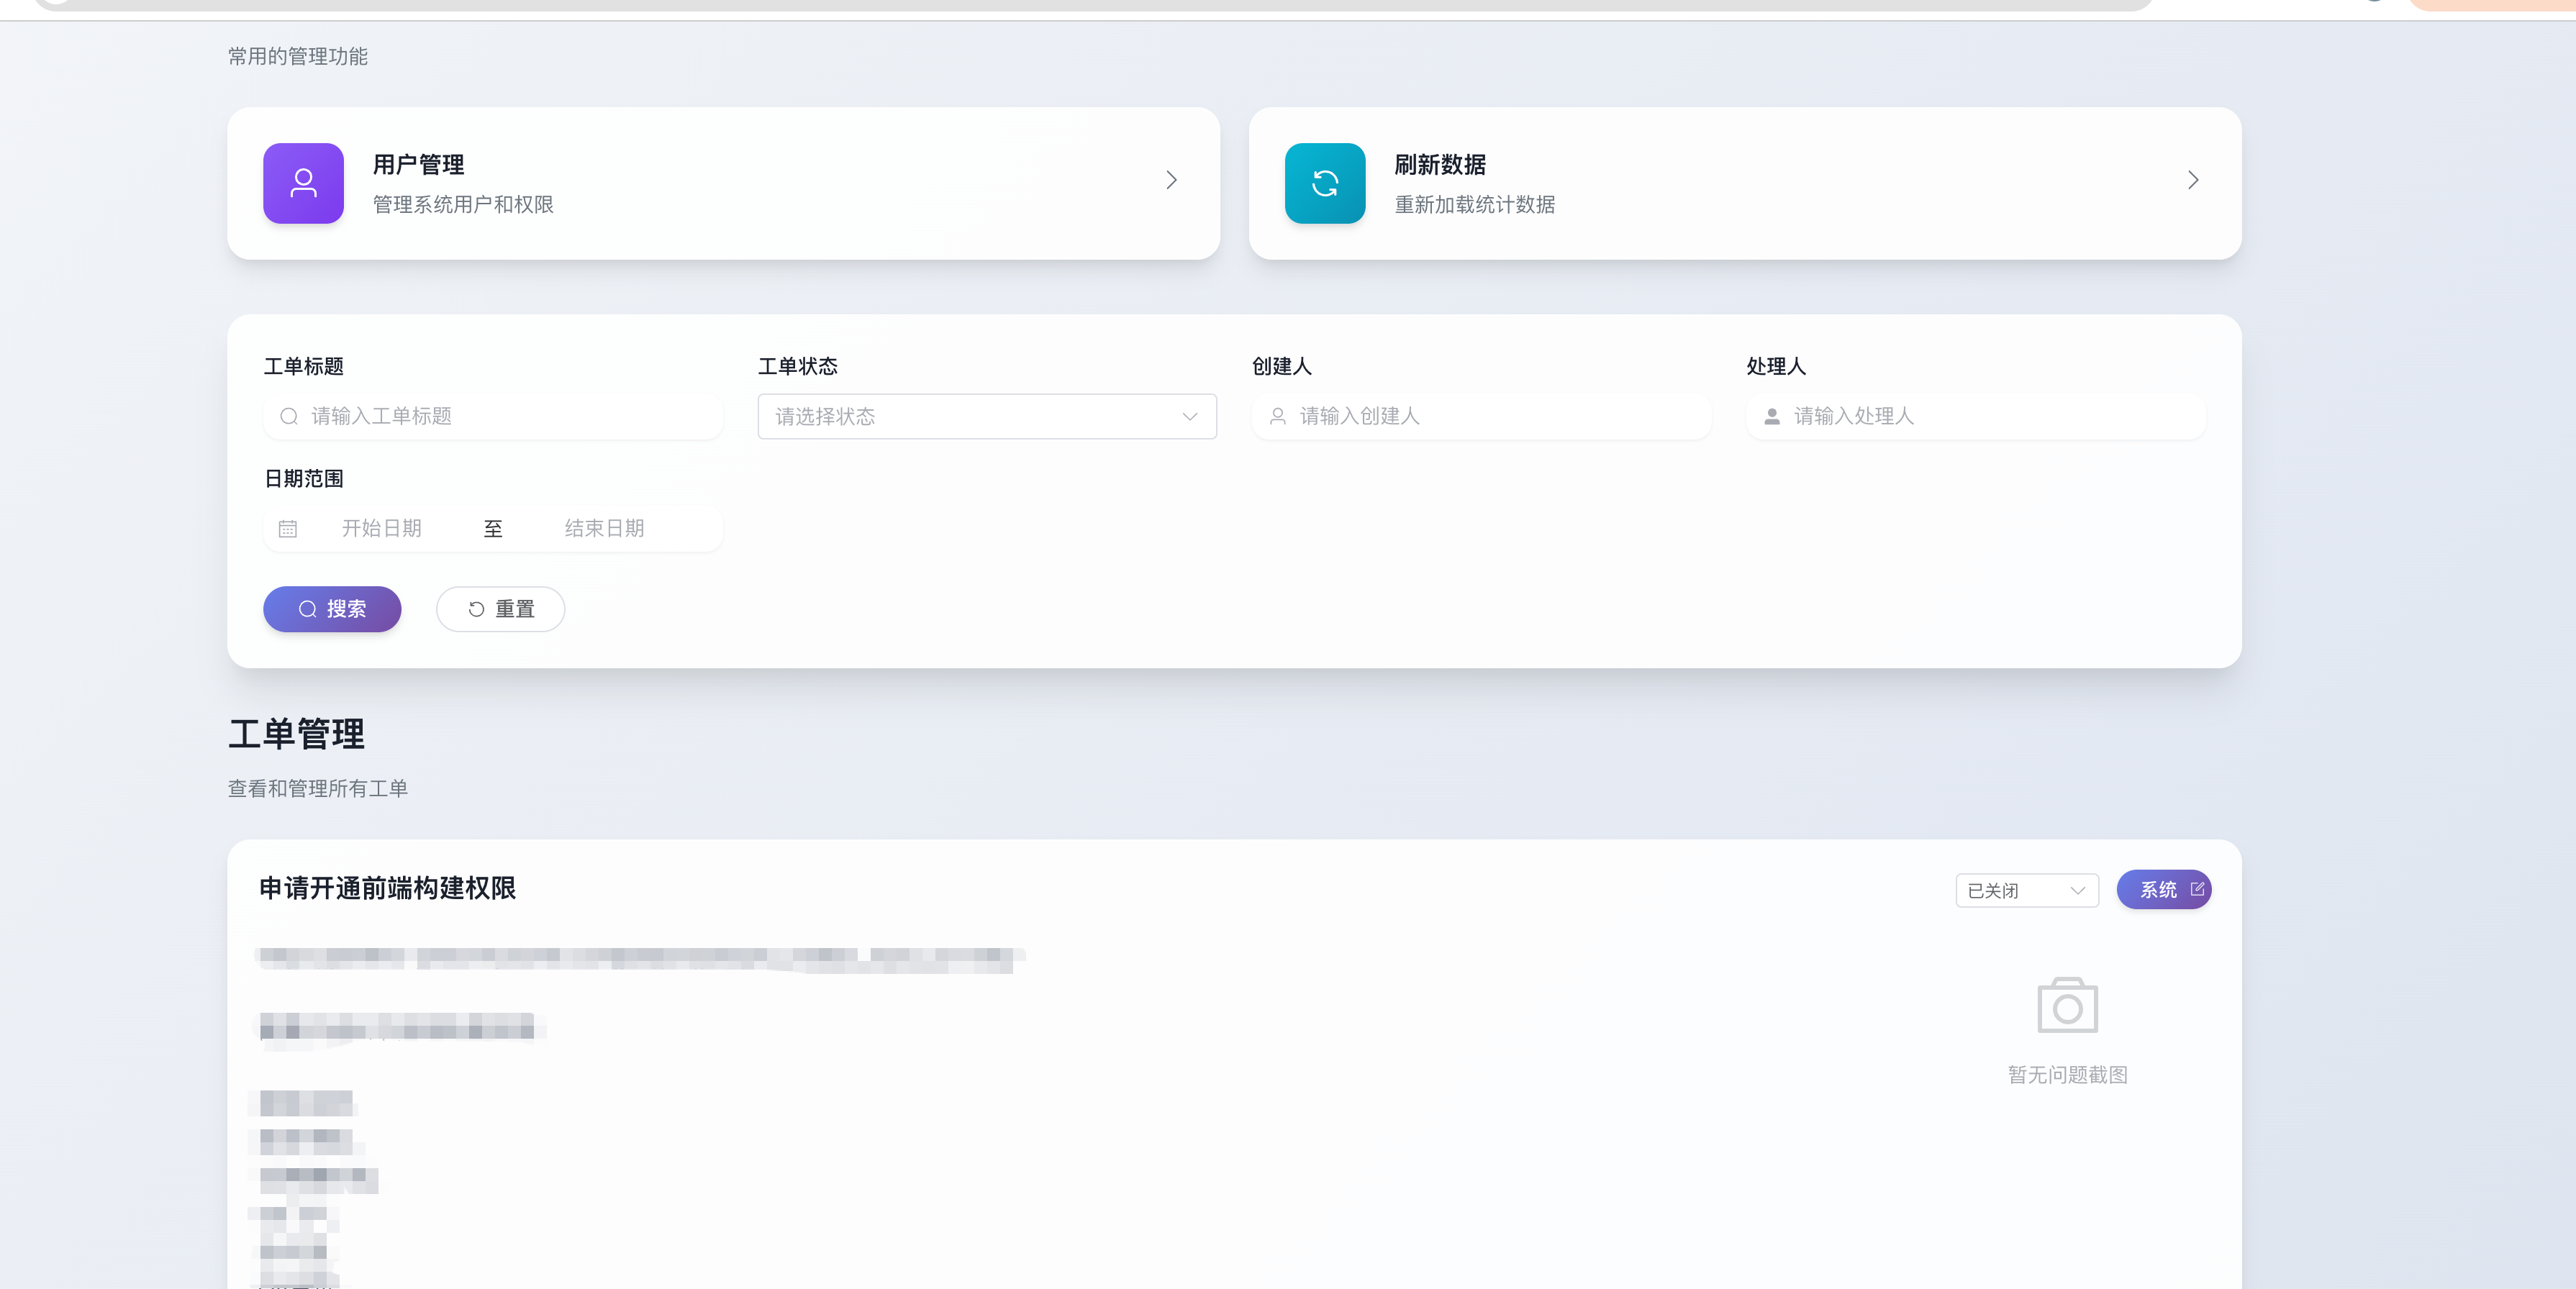 常用的管理功能
用户管理
管理系统用户和权限
刷新数据
重新加载统计数据
工单标题
请输入工单标题
工单状态
请选择状态
创建人
请输入创建人
处理人
请输入处理人
日期范围
开始日期 至 结束日期
搜索 重置
工单管理
查看和管理所有工单
申请开通前端构建权限
已关闭
系统
暂无问题截图